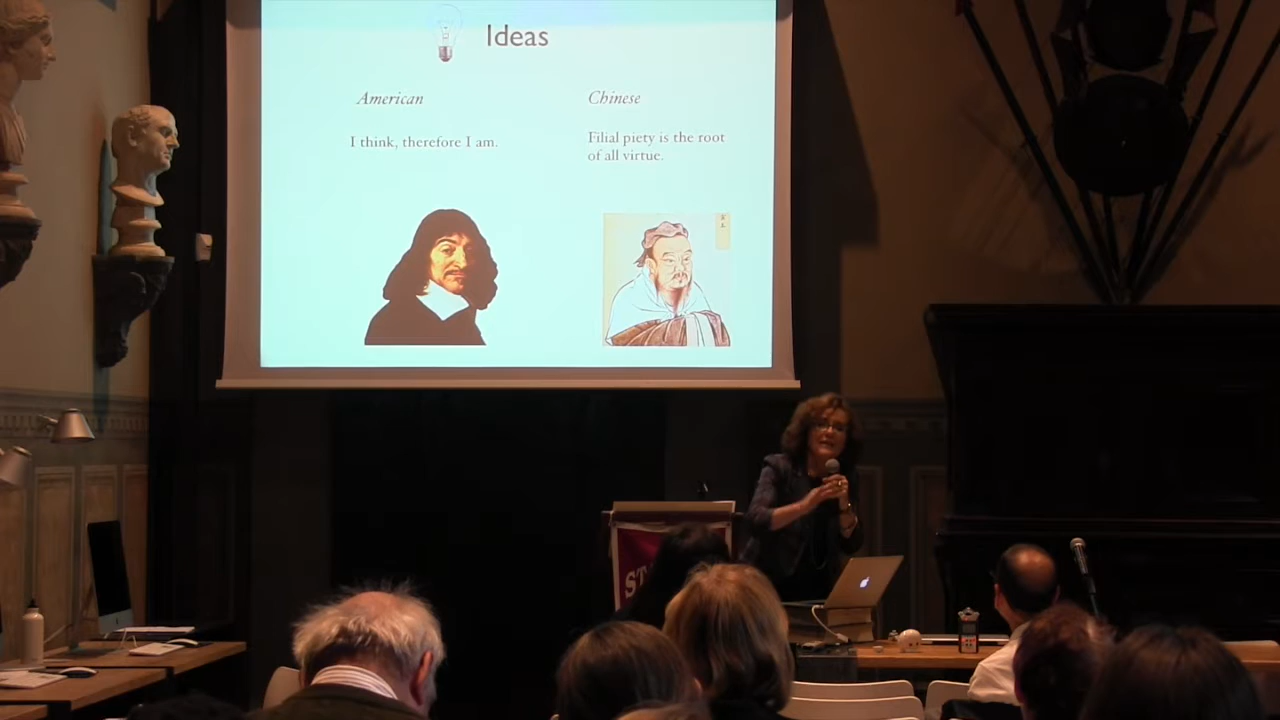 Ideas
American
Chinese
I think, therefore I am.
Filial piety is the root
of all virtue.